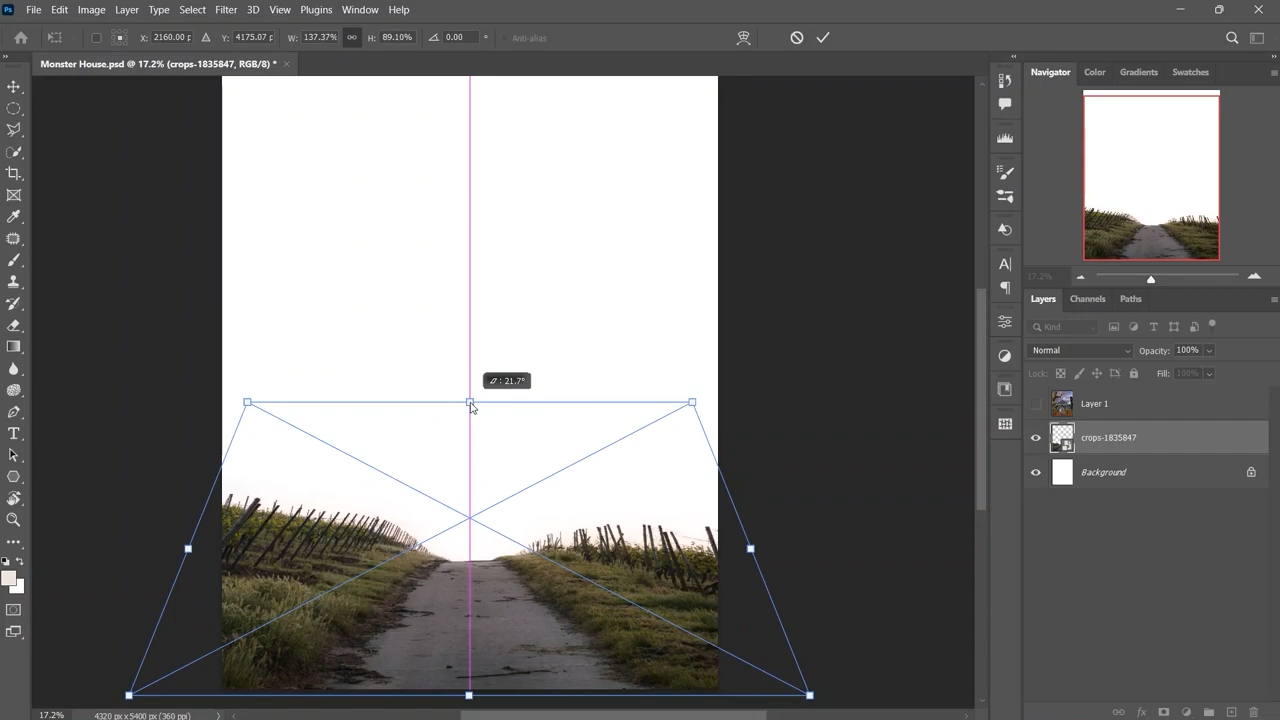 Ps File Edit Image Layer Type Select Filter 3D View Plugins Window Help
X: 2160.00 p Y: 4175.07 p W: 137.37% H: 89.10% 0.00 ° Anti-alias
Monster House.psd @ 17.2% (crops-1835847, RGB/8) * ×
Navigator Color Gradients Swatches
17.2%
Layers Channels Paths
Kind
Normal Opacity: 100%
Lock: Fill: 100%
Layer 1
crops-1835847
Background
: 21.7°
17.2% 4320 px x 5400 px (360 ppi)